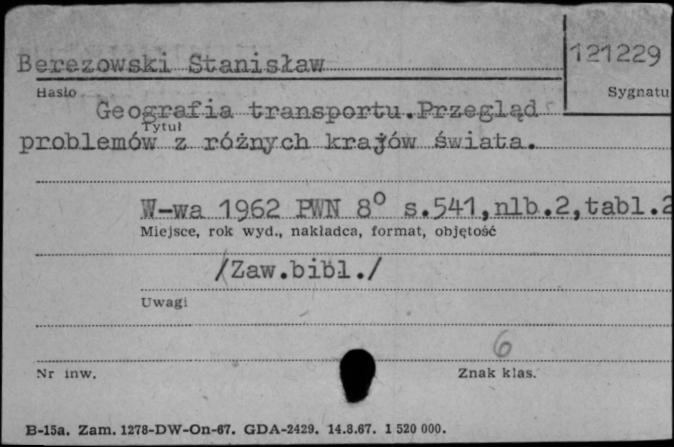 Berezowski Stanisław
121229
Hasło
Sygnatu
Geografia transportu.Przegląd
Tytuł
problemów z różnych krajów świata.
W-wa 1962 PWN 8° s.541,nlb.2,tabl.2
Miejsce, rok wyd., nakładca, format, objętość
/Zaw.bibl./
Uwagi
6
Nr inw.
Znak klas.
B-15a. Zam. 1278-DW-On-67. GDA-2429. 14.8.67. 1 520 000.